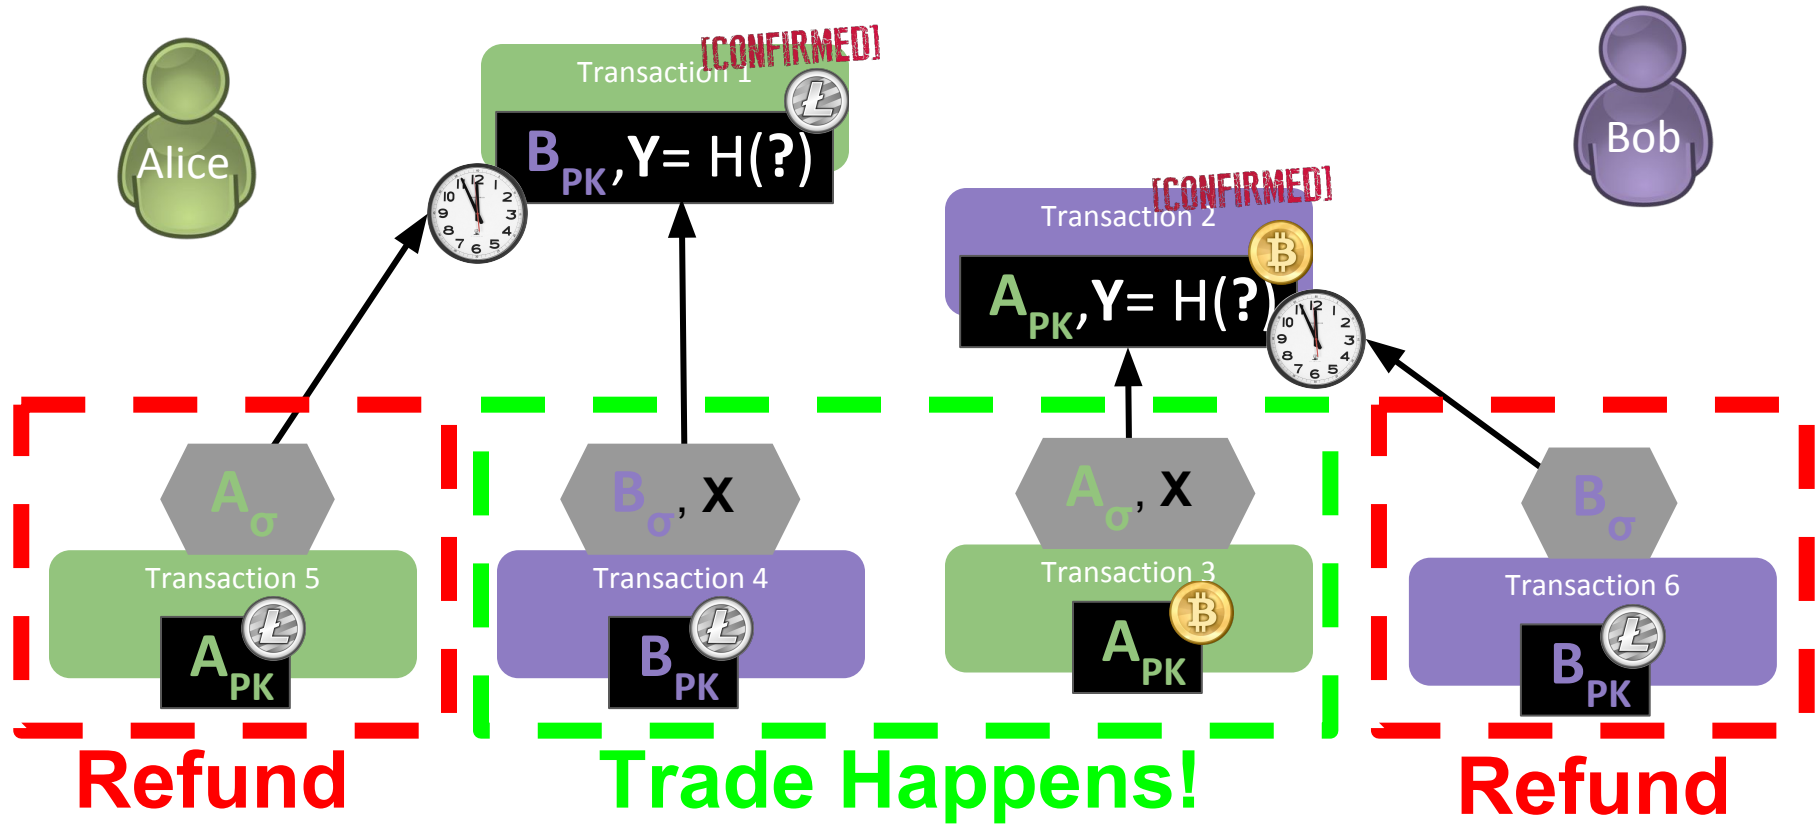 Alice
Bob
[CONFIRMED]
Transaction 1
B PK, Y= H(?)
[CONFIRMED]
Transaction 2
A PK, Y= H(?)
A σ
B σ, X
A σ, X
B σ
Transaction 5
Transaction 4
Transaction 3
Transaction 6
A PK
B PK
A PK
B PK
Refund
Trade Happens!
Refund